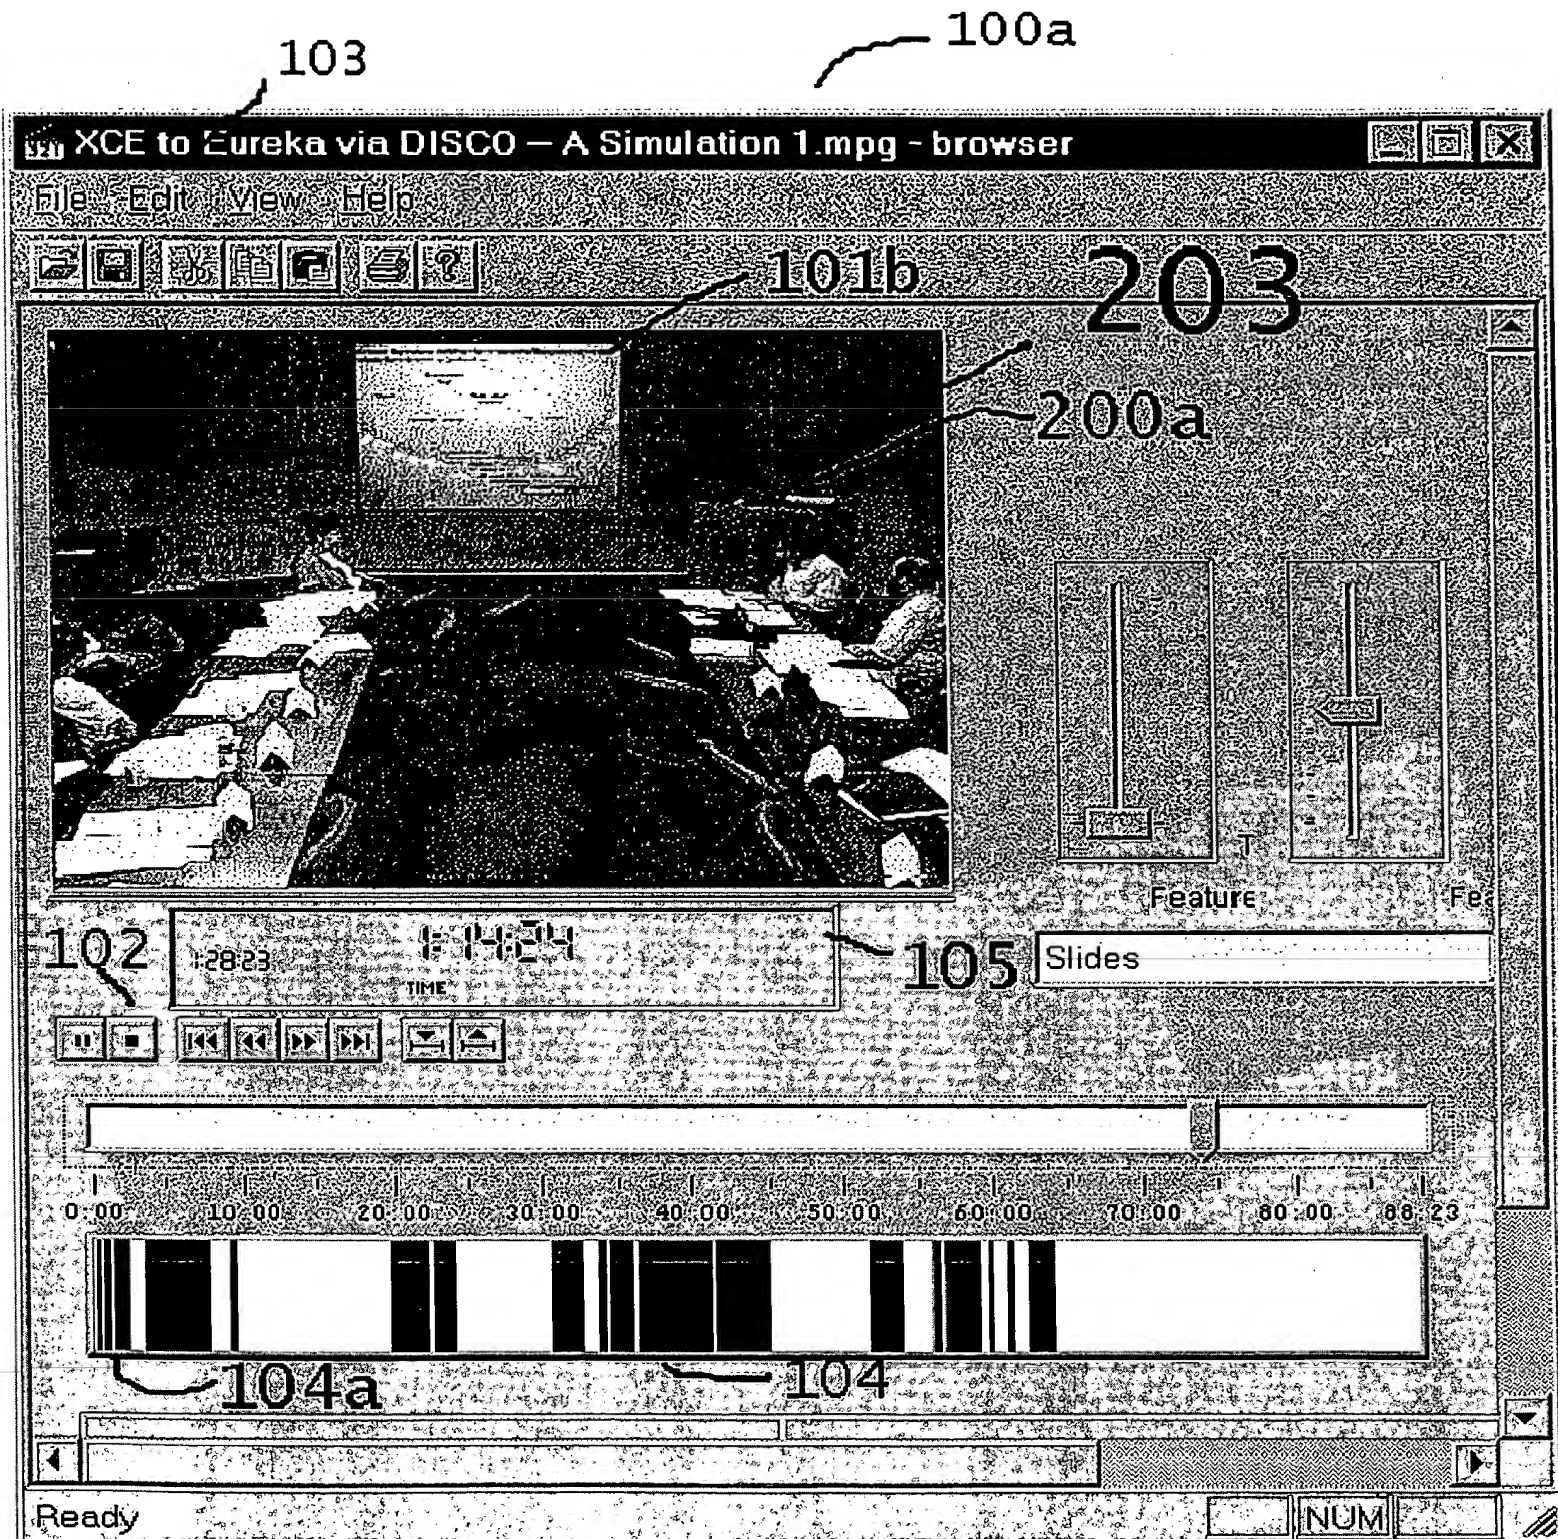 100a
103
XCE to Eureka via DISCO – A Simulation 1.mpg - browser
File Edit View Help
101b
203
200a
Feature
102
1:28:23
1:14:24
TIME
105
Slides
0:00 10:00 20:00 30:00 40:00 50:00 60:00 70:00 80:00 88:23
104a
104
Ready
NUM